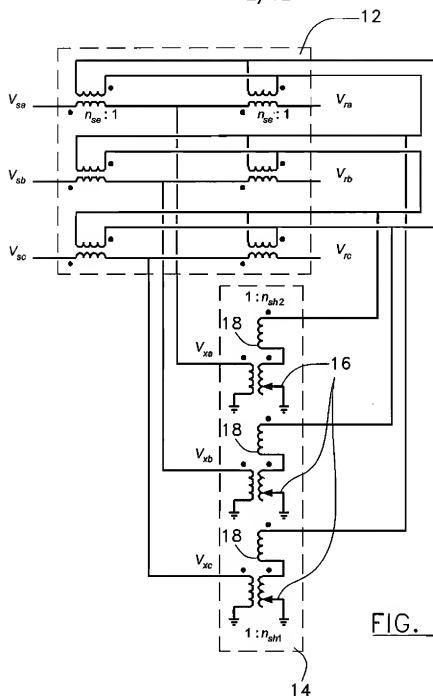 12
V_sa
n_se : 1
n_se : 1
V_ra
V_sb
V_rb
V_sc
V_rc
1 : n_sh2
18
V_xa
16
18
V_xb
18
V_xc
1 : n_sh1
FIG.
14